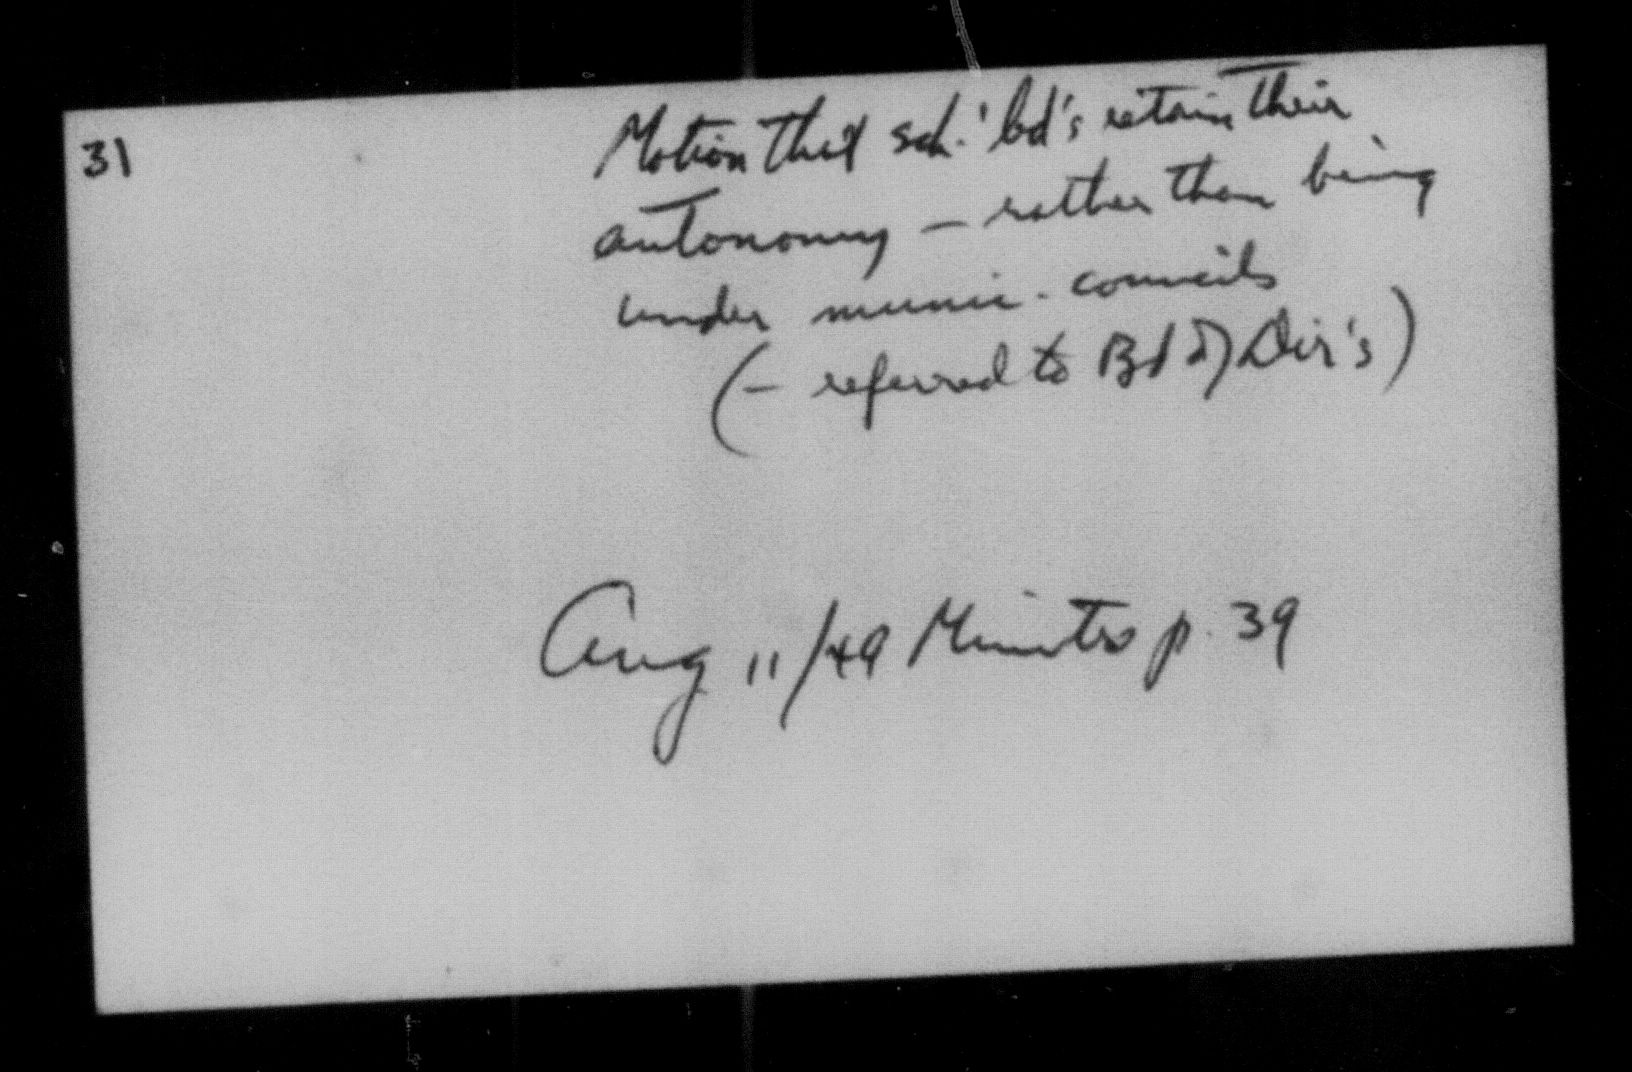 31
Motion that sch. bd's retain their
autonomy – rather than being
under munic. councils
(– referred to Bd of Dir's)
Aug 11/49 Minutes p. 39